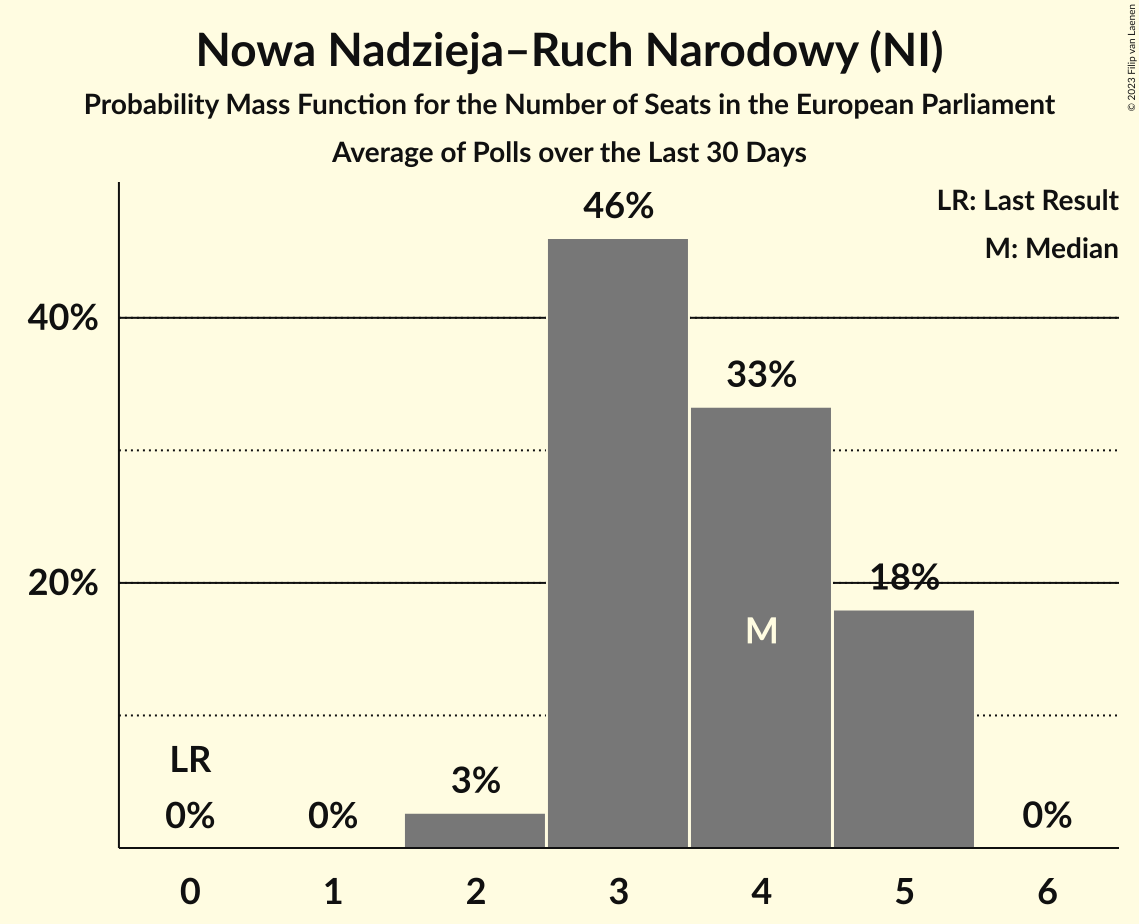 Nowa Nadzieja–Ruch Narodowy (NI)
Probability Mass Function for the Number of Seats in the European Parliament
Average of Polls over the Last 30 Days
© 2023 Filip van Laenen
LR: Last Result
M: Median
46%
40%
33%
20%
18%
M
LR
0%
0%
3%
0%
0 1 2 3 4 5 6